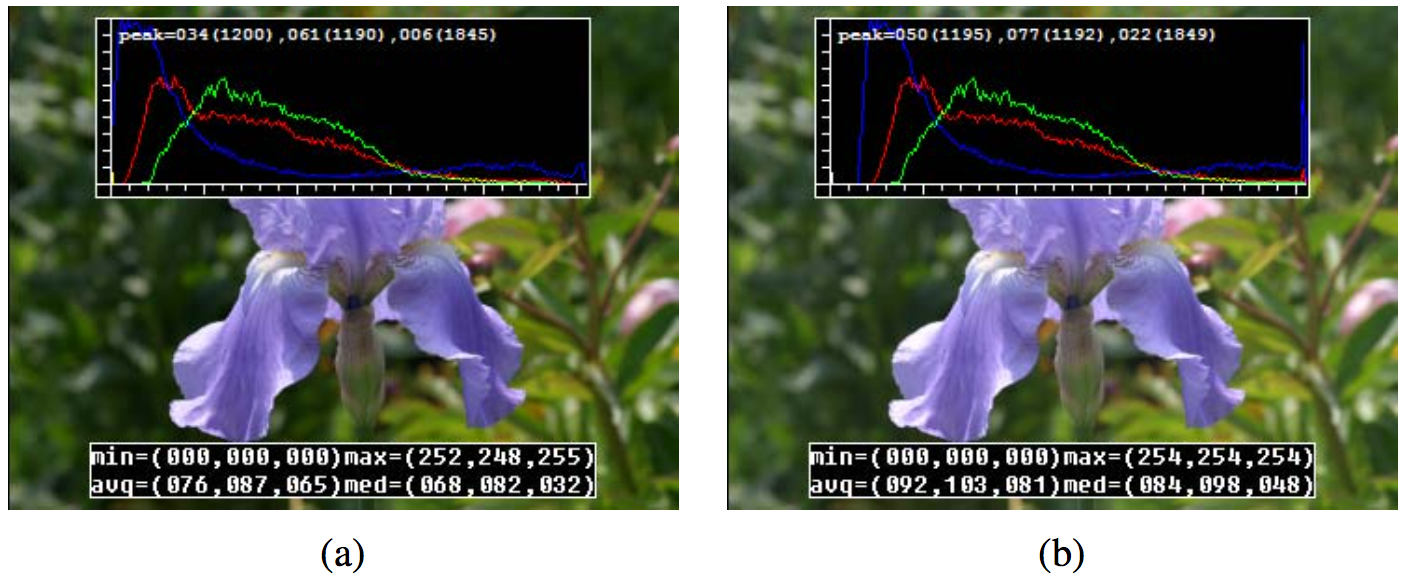 peak=034(1200),061(1190),006(1845)
min=(000,000,000)max=(252,248,255)
avg=(076,087,065)med=(068,082,032)
(a)
peak=050(1195),077(1192),022(1849)
min=(000,000,000)max=(254,254,254)
avg=(092,103,081)med=(084,098,048)
(b)